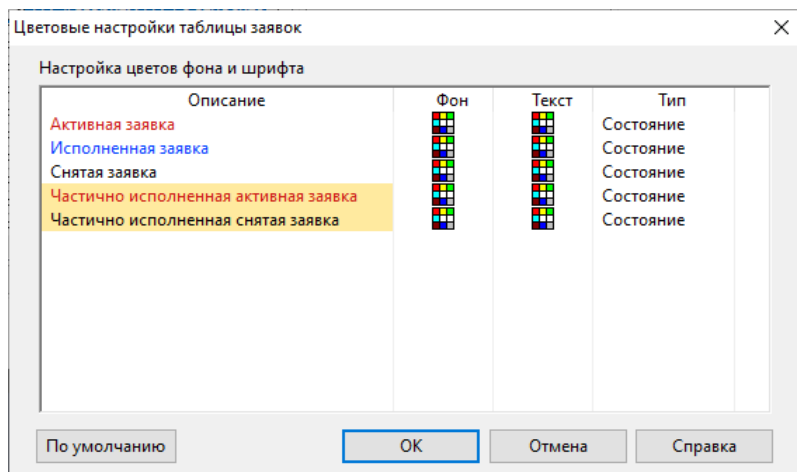 Цветовые настройки таблицы заявок
Настройка цветов фона и шрифта
Описание Фон Текст Тип
Активная заявка Состояние
Исполненная заявка Состояние
Снятая заявка Состояние
Частично исполненная активная заявка Состояние
Частично исполненная снятая заявка Состояние
По умолчанию ОК Отмена Справка